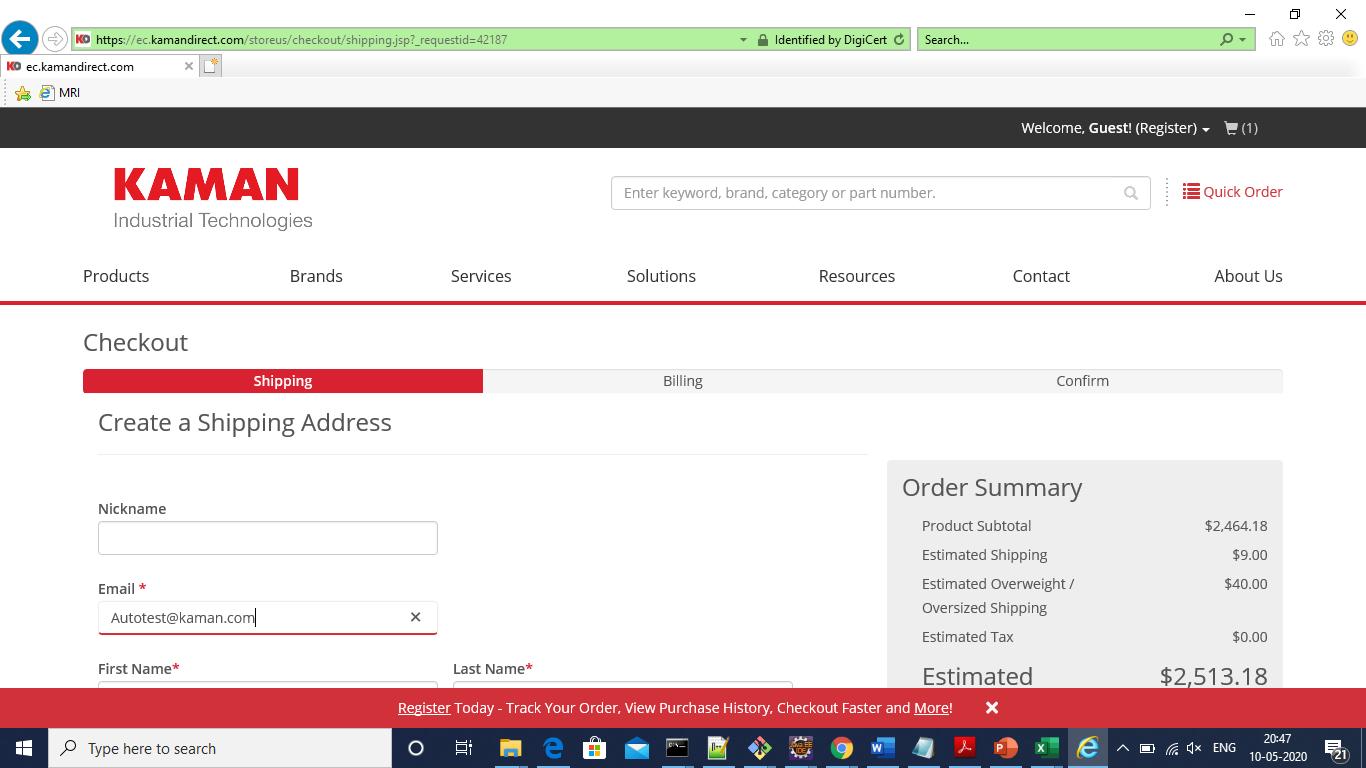 https://ec.kamandirect.com/storeus/checkout/shipping.jsp?_requestid=42187
Identified by DigiCert
Search...
ec.kamandirect.com
MRI
Welcome, Guest! (Register)
(1)
KAMAN
Industrial Technologies
Enter keyword, brand, category or part number.
Quick Order
Products Brands Services Solutions Resources Contact About Us
Checkout
Shipping Billing Confirm
Create a Shipping Address
Nickname
Email *
Autotest@kaman.com
First Name* Last Name*
Order Summary
Product Subtotal $2,464.18
Estimated Shipping $9.00
Estimated Overweight / $40.00
Oversized Shipping
Estimated Tax $0.00
Estimated $2,513.18
Register Today - Track Your Order, View Purchase History, Checkout Faster and More!
Type here to search
ENG
20:47
10-05-2020
21